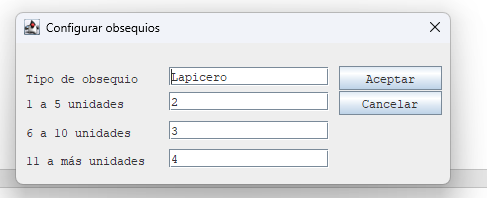 Configurar obsequios
Tipo de obsequio Lapicero Aceptar
1 a 5 unidades 2 Cancelar
6 a 10 unidades 3
11 a más unidades 4